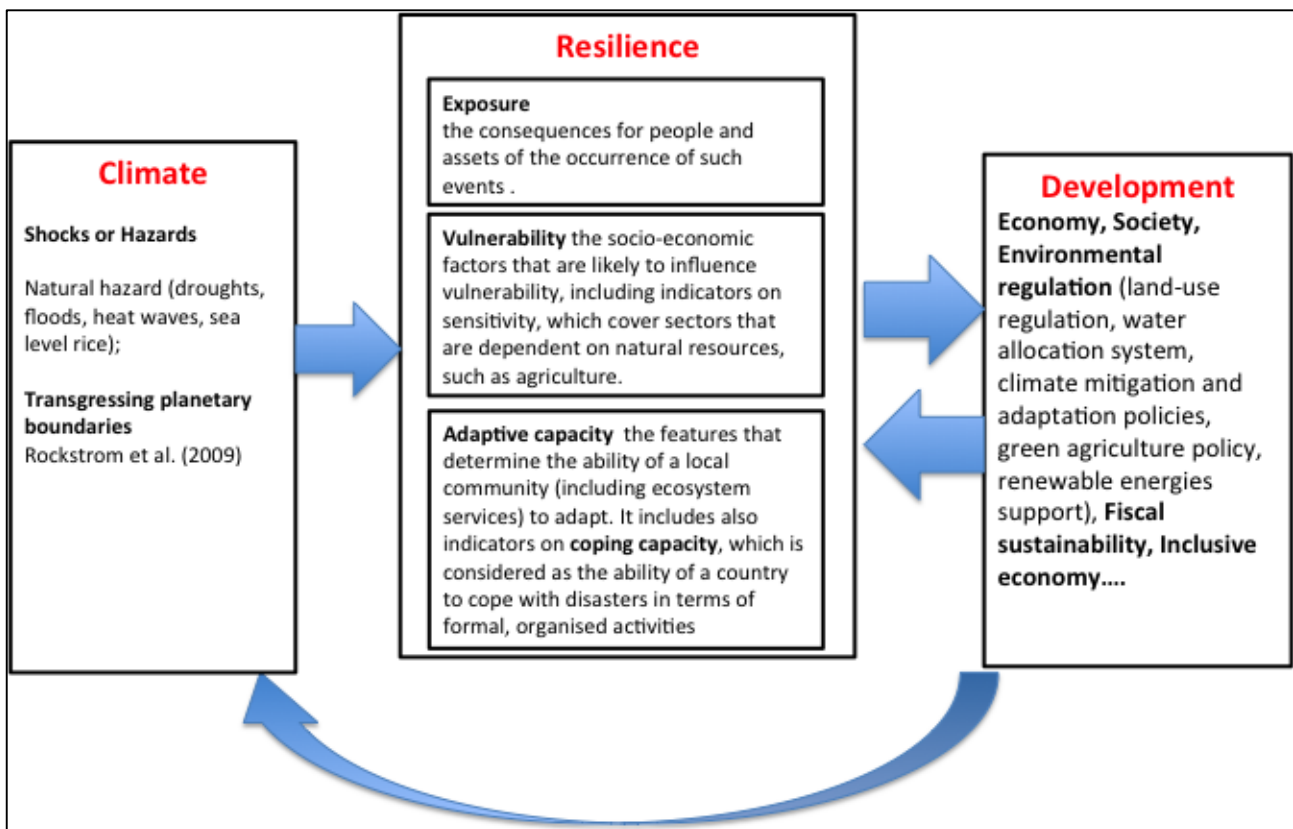 Climate
Shocks or Hazards
Natural hazard (droughts,
floods, heat waves, sea
level rice);
Transgressing planetary
boundaries
Rockstrom et al. (2009)
Resilience
Exposure
the consequences for people and
assets of the occurrence of such
events .
Vulnerability the socio-economic
factors that are likely to influence
vulnerability, including indicators on
sensitivity, which cover sectors that
are dependent on natural resources,
such as agriculture.
Adaptive capacity the features that
determine the ability of a local
community (including ecosystem
services) to adapt. It includes also
indicators on coping capacity, which is
considered as the ability of a country
to cope with disasters in terms of
formal, organised activities
Development
Economy, Society,
Environmental
regulation (land-use
regulation, water
allocation system,
climate mitigation and
adaptation policies,
green agriculture policy,
renewable energies
support), Fiscal
sustainability, Inclusive
economy....